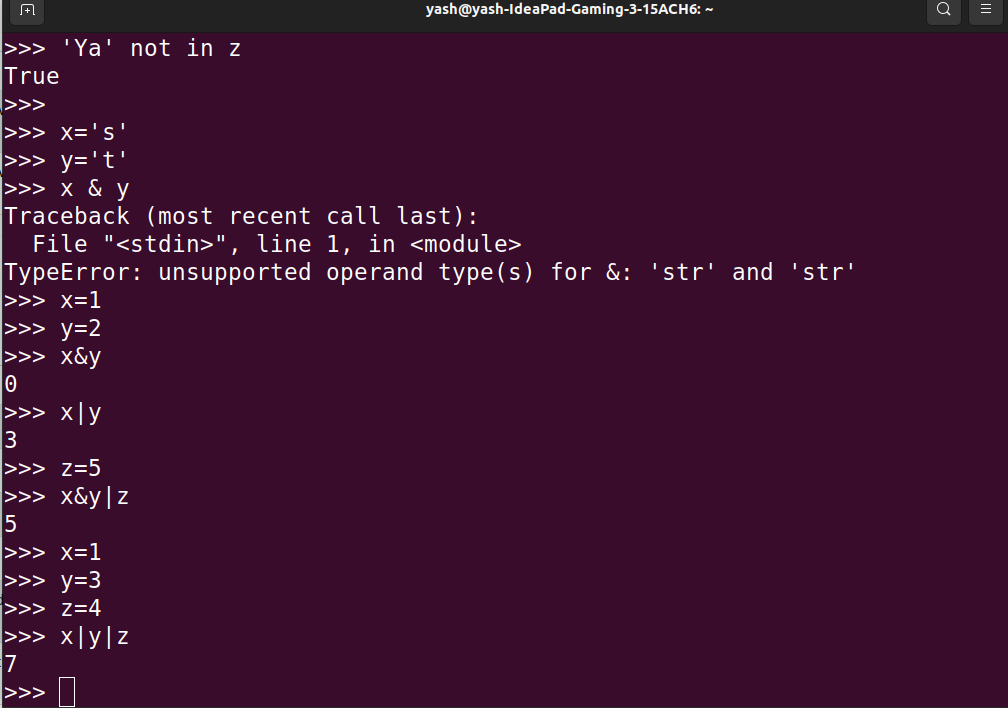 yash@yash-IdeaPad-Gaming-3-15ACH6: ~
>>> 'Ya' not in z
True
>>>
>>> x='s'
>>> y='t'
>>> x & y
Traceback (most recent call last):
  File "<stdin>", line 1, in <module>
TypeError: unsupported operand type(s) for &: 'str' and 'str'
>>> x=1
>>> y=2
>>> x&y
0
>>> x|y
3
>>> z=5
>>> x&y|z
5
>>> x=1
>>> y=3
>>> z=4
>>> x|y|z
7
>>>